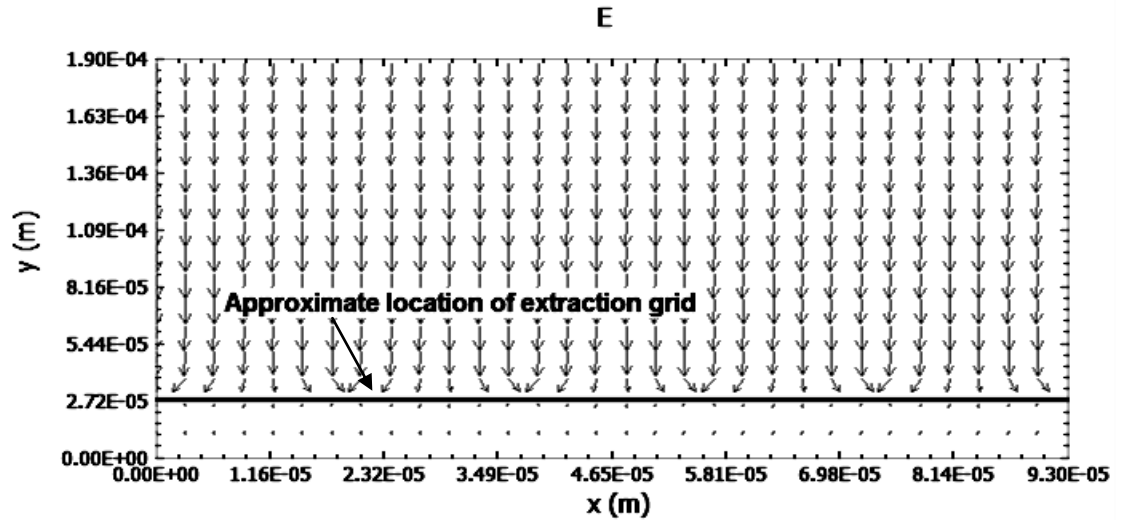 E
1.90E-04
1.63E-04
1.36E-04
1.09E-04
8.16E-05
5.44E-05
2.72E-05
0.00E+00
y (m)
Approximate location of extraction grid
0.00E+00 1.16E-05 2.32E-05 3.49E-05 4.65E-05 5.81E-05 6.98E-05 8.14E-05 9.30E-05
x (m)